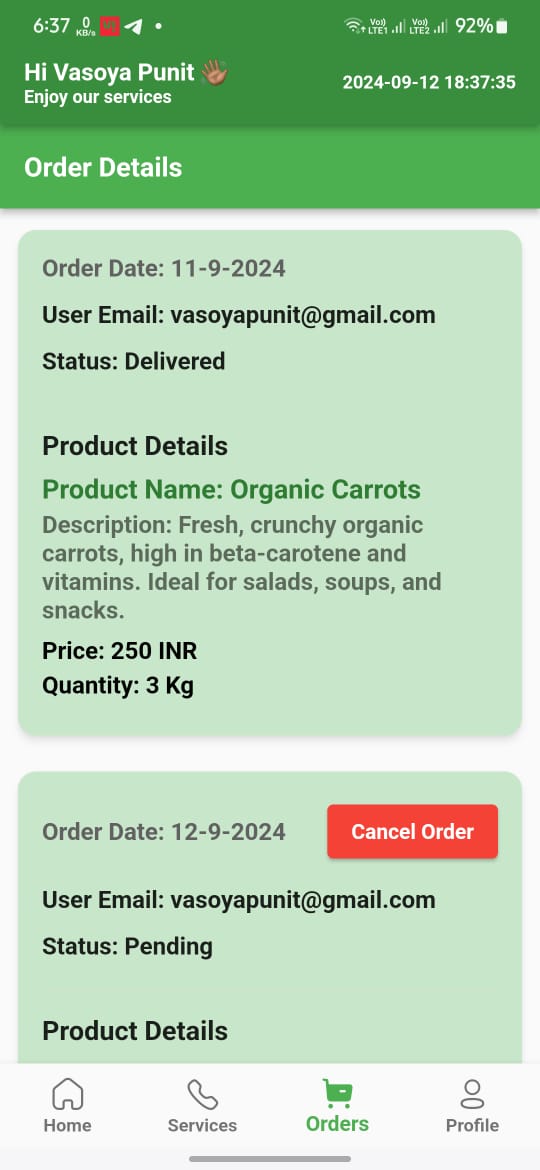 6:37 0 KB/s Vo) LTE1 Vo) LTE2 92%
Hi Vasoya Punit 👋🏽
Enjoy our services
2024-09-12 18:37:35
Order Details
Order Date: 11-9-2024
User Email: vasoyapunit@gmail.com
Status: Delivered
Product Details
Product Name: Organic Carrots
Description: Fresh, crunchy organic
carrots, high in beta-carotene and
vitamins. Ideal for salads, soups, and
snacks.
Price: 250 INR
Quantity: 3 Kg
Order Date: 12-9-2024
Cancel Order
User Email: vasoyapunit@gmail.com
Status: Pending
Product Details
Home Services Orders Profile